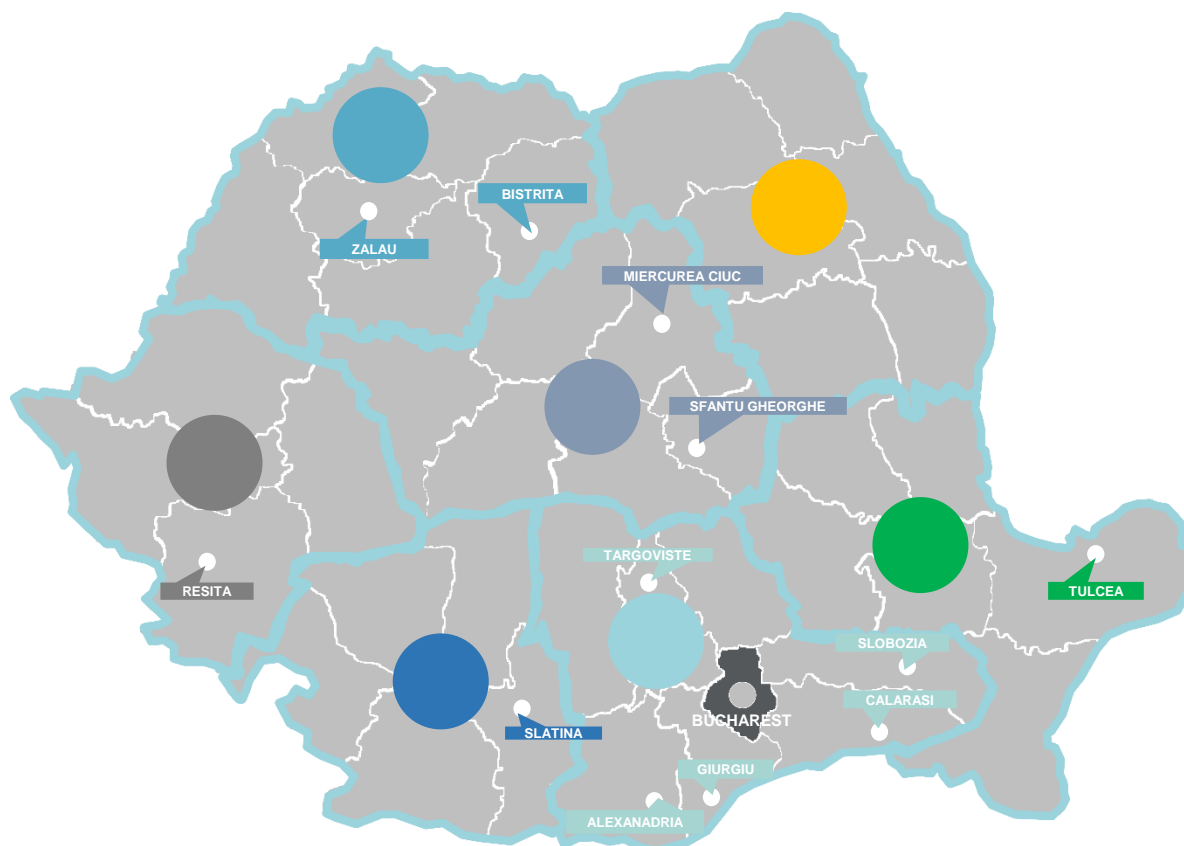 BISTRITA
ZALAU
MIERCUREA CIUC
SFANTU GHEORGHE
TARGOVISTE
RESITA
TULCEA
SLOBOZIA
CALARASI
BUCHAREST
SLATINA
GIURGIU
ALEXANADRIA